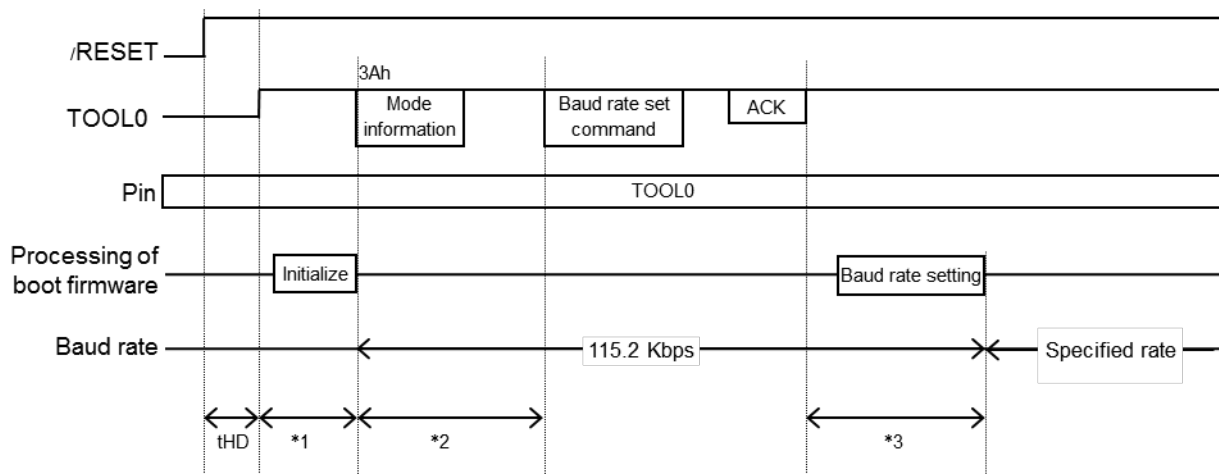 /RESET
3Ah
TOOL0
Mode
information
Baud rate set
command
ACK
Pin
TOOL0
Processing of
boot firmware
Initialize
Baud rate setting
Baud rate
115.2 Kbps
Specified rate
tHD
*1
*2
*3